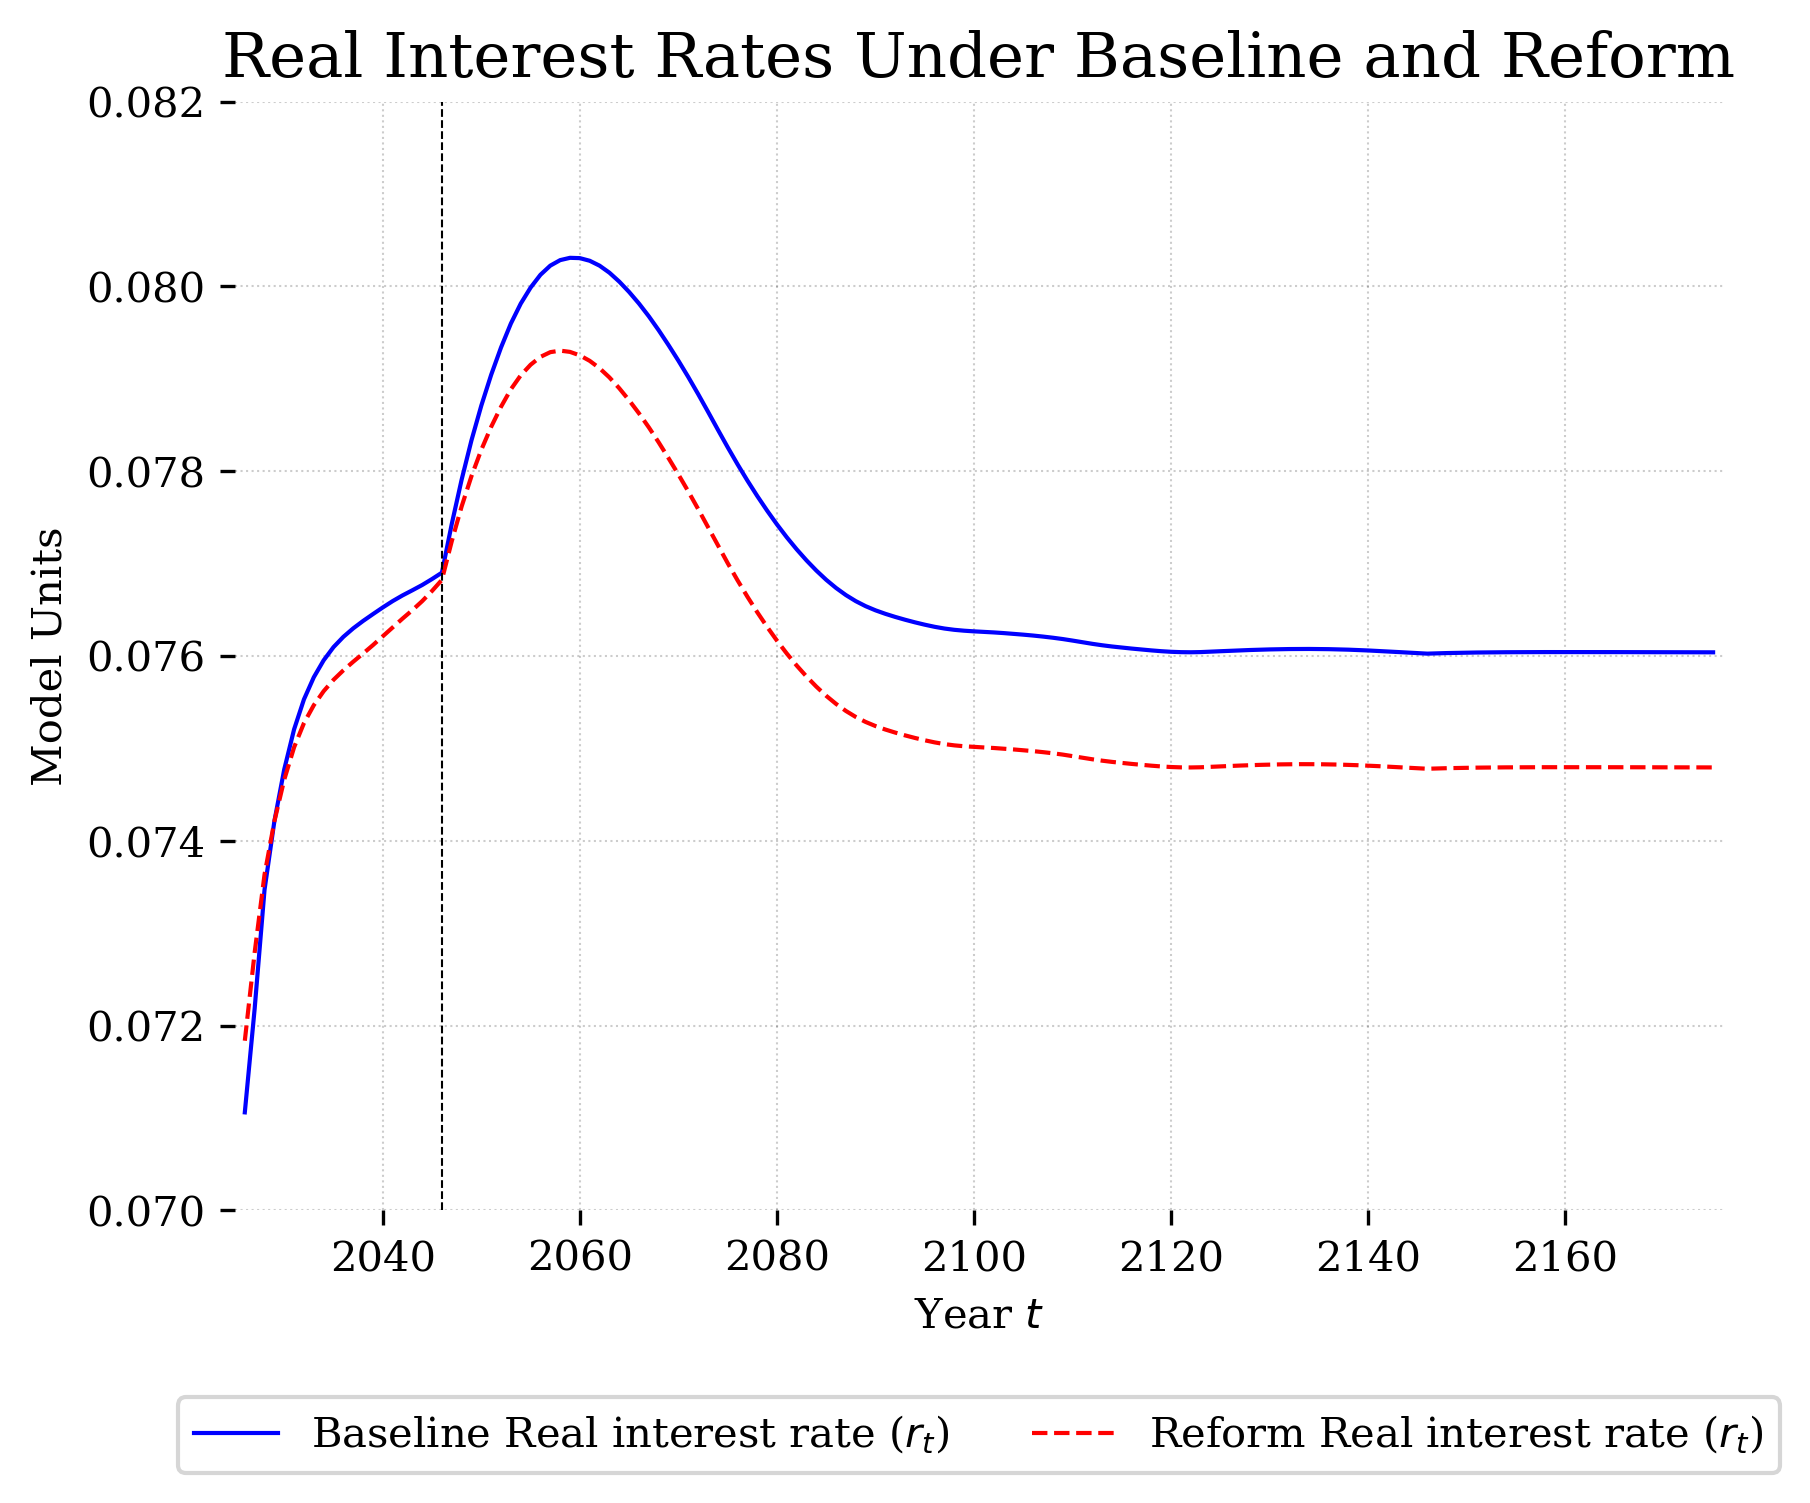 Real Interest Rates Under Baseline and Reform
0.082
0.080
0.078
0.076
0.074
0.072
0.070
Model Units
2040 2060 2080 2100 2120 2140 2160
Year t
Baseline Real interest rate (rₜ) Reform Real interest rate (rₜ)